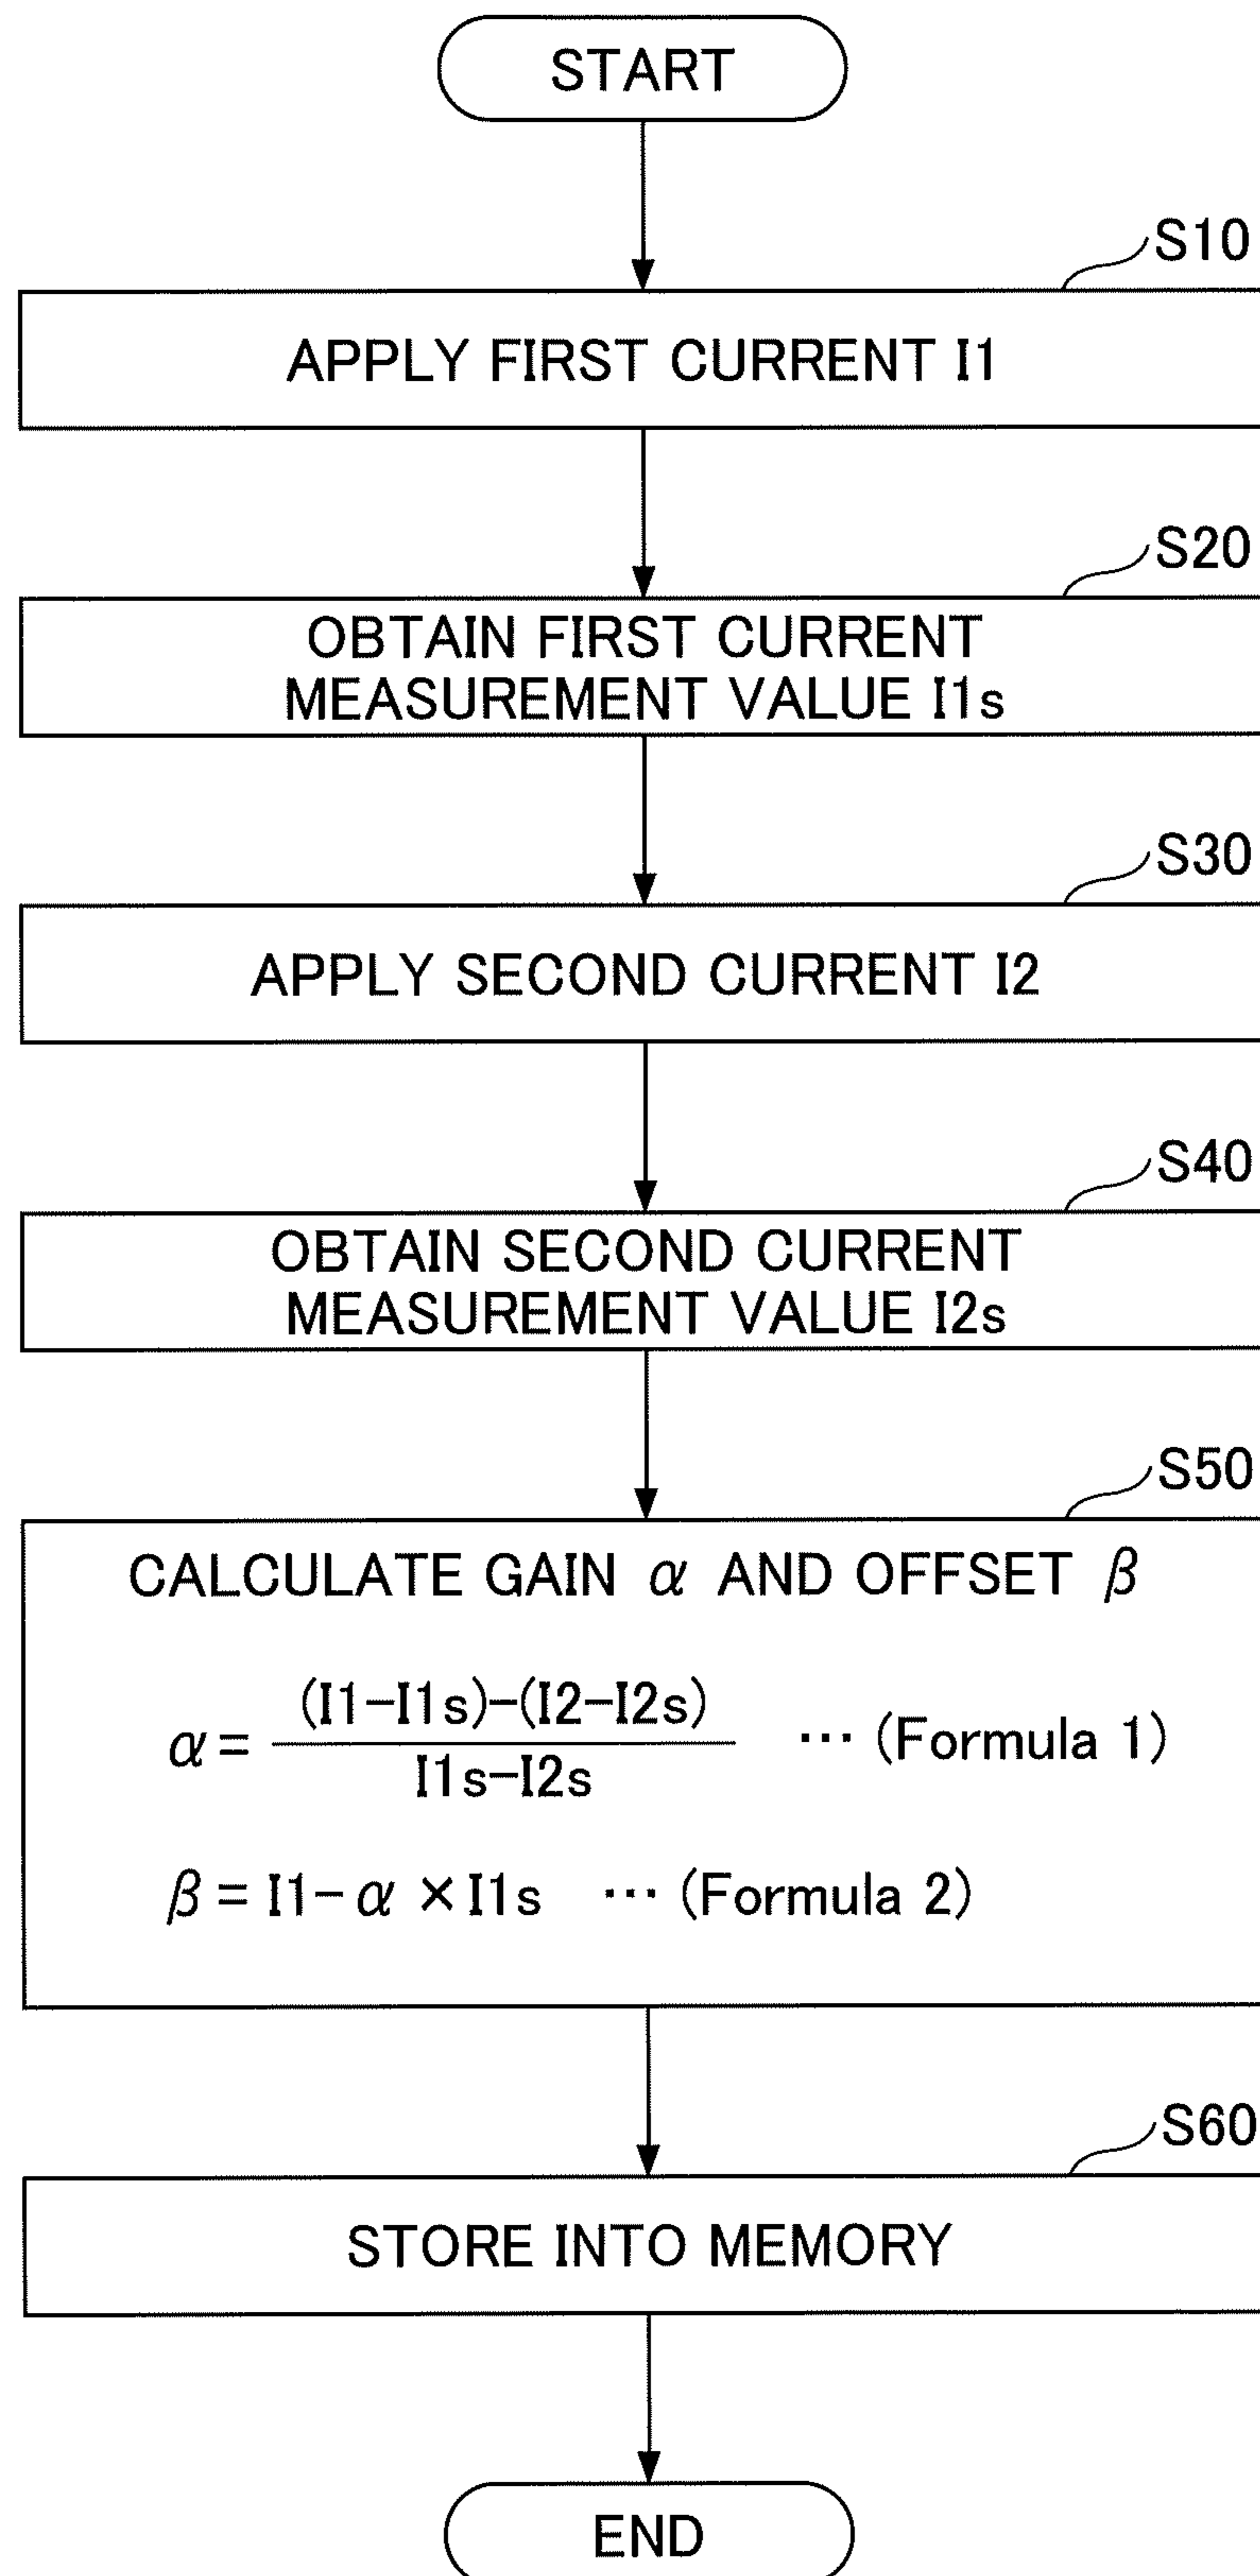 START
S10
APPLY FIRST CURRENT I1
S20
OBTAIN FIRST CURRENT
MEASUREMENT VALUE I1s
S30
APPLY SECOND CURRENT I2
S40
OBTAIN SECOND CURRENT
MEASUREMENT VALUE I2s
S50
CALCULATE GAIN α AND OFFSET β
α = (I1-I1s)-(I2-I2s) / I1s-I2s ··· (Formula 1)
β = I1- α × I1s ··· (Formula 2)
S60
STORE INTO MEMORY
END